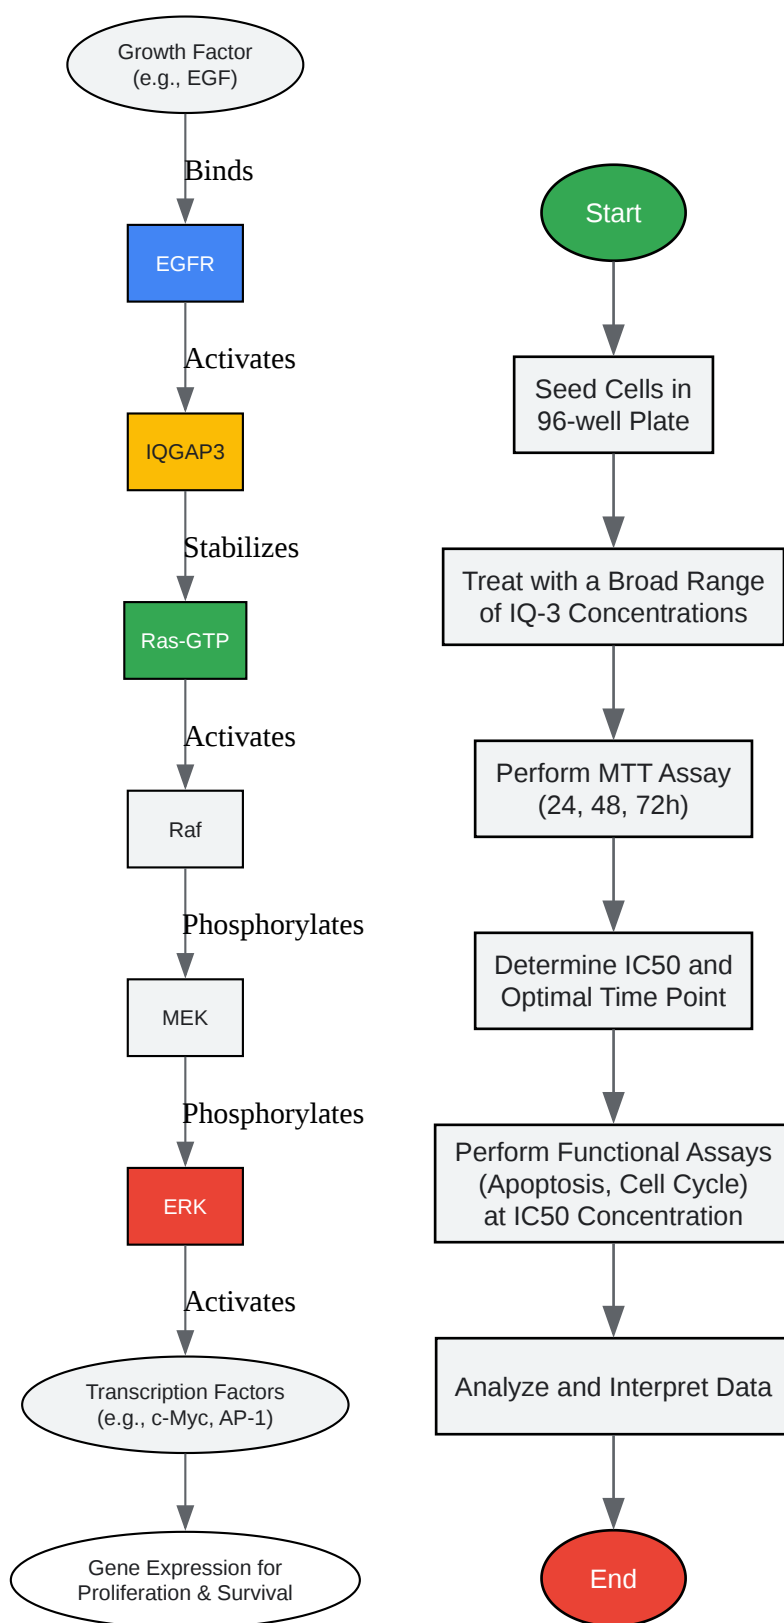 Growth Factor
(e.g., EGF)
Binds
EGFR
Activates
IQGAP3
Stabilizes
Ras-GTP
Activates
Raf
Phosphorylates
MEK
Phosphorylates
ERK
Activates
Transcription Factors
(e.g., c-Myc, AP-1)
Gene Expression for
Proliferation & Survival
Start
Seed Cells in
96-well Plate
Treat with a Broad Range
of IQ-3 Concentrations
Perform MTT Assay
(24, 48, 72h)
Determine IC50 and
Optimal Time Point
Perform Functional Assays
(Apoptosis, Cell Cycle)
at IC50 Concentration
Analyze and Interpret Data
End